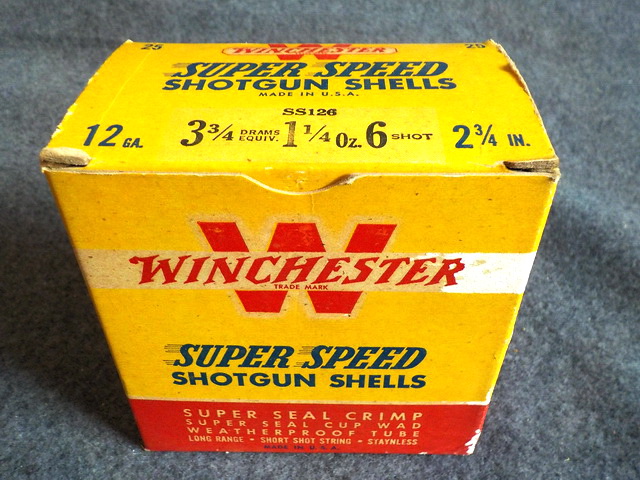 25 WINCHESTER 25
SUPER SPEED
SHOTGUN SHELLS
MADE IN U.S.A.
SS126
12 GA. 3 3/4 DRAMS EQUIV. 1 1/4 Oz. 6 SHOT 2 3/4 IN.
WINCHESTER
TRADE MARK
SUPER SPEED
SHOTGUN SHELLS
SUPER SEAL CRIMP
SUPER SEAL CUP WAD
WEATHERPROOF TUBE
LONG RANGE • SHORT SHOT STRING • STAYNLESS
MADE IN U.S.A.